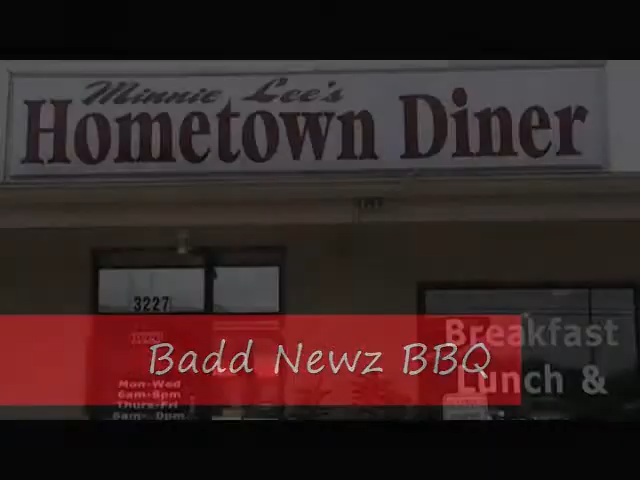 Minnie Lee's
Hometown Diner
3227
Breakfast
Lunch &
Badd Newz BBQ
Mon-Wed
6am-8pm
Thurs-Fri